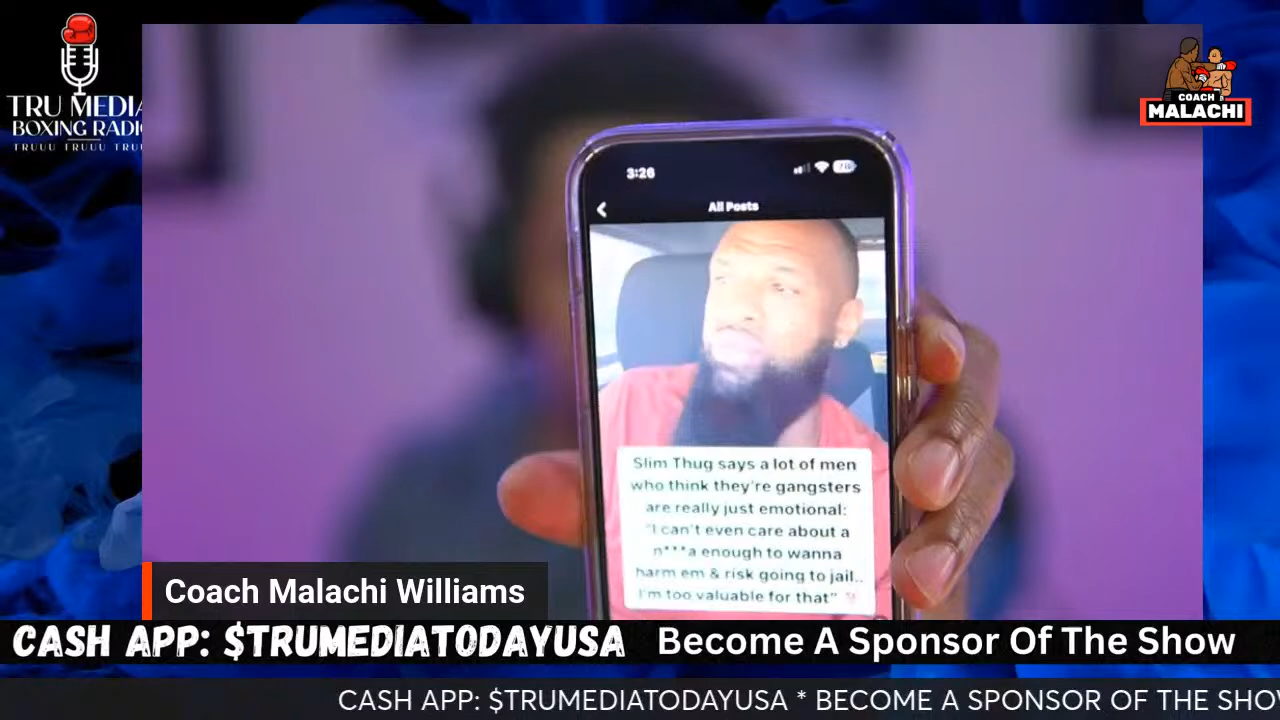 TRU MEDIA
BOXING RADIO
TRUUU TRUUU TRUU
COACH
MALACHI
3:26
All Posts
Slim Thug says a lot of men
who think they're gangsters
are really just emotional:
"I can't even care about a
n***a enough to wanna
harm em & risk going to jail..
I'm too valuable for that"
Coach Malachi Williams
CASH APP: $TRUMEDIATODAYUSA Become A Sponsor Of The Show
CASH APP: $TRUMEDIATODAYUSA * BECOME A SPONSOR OF THE SHOW